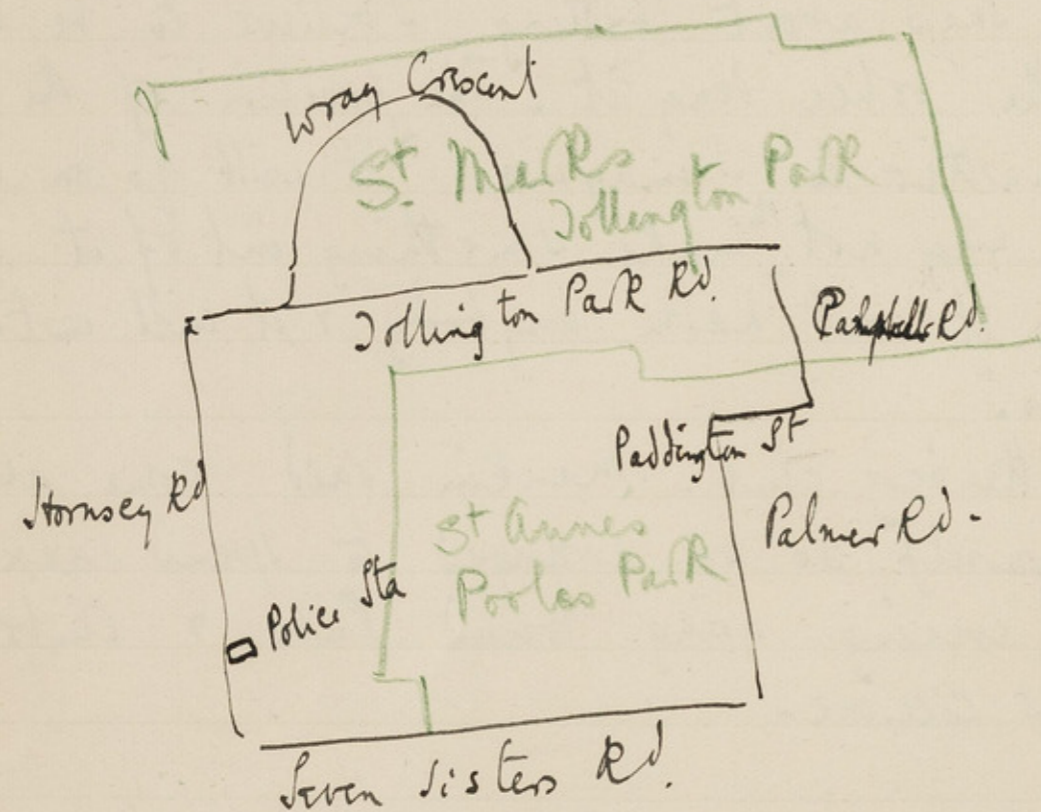 Wray Crescent
St Marks
Tollington Park
Tollington Park Rd.
Campbell Rd.
Paddington St
Hornsey Rd
Palmer Rd.
St Annes
Pooles Park
Police Sta
Seven Sisters Rd.